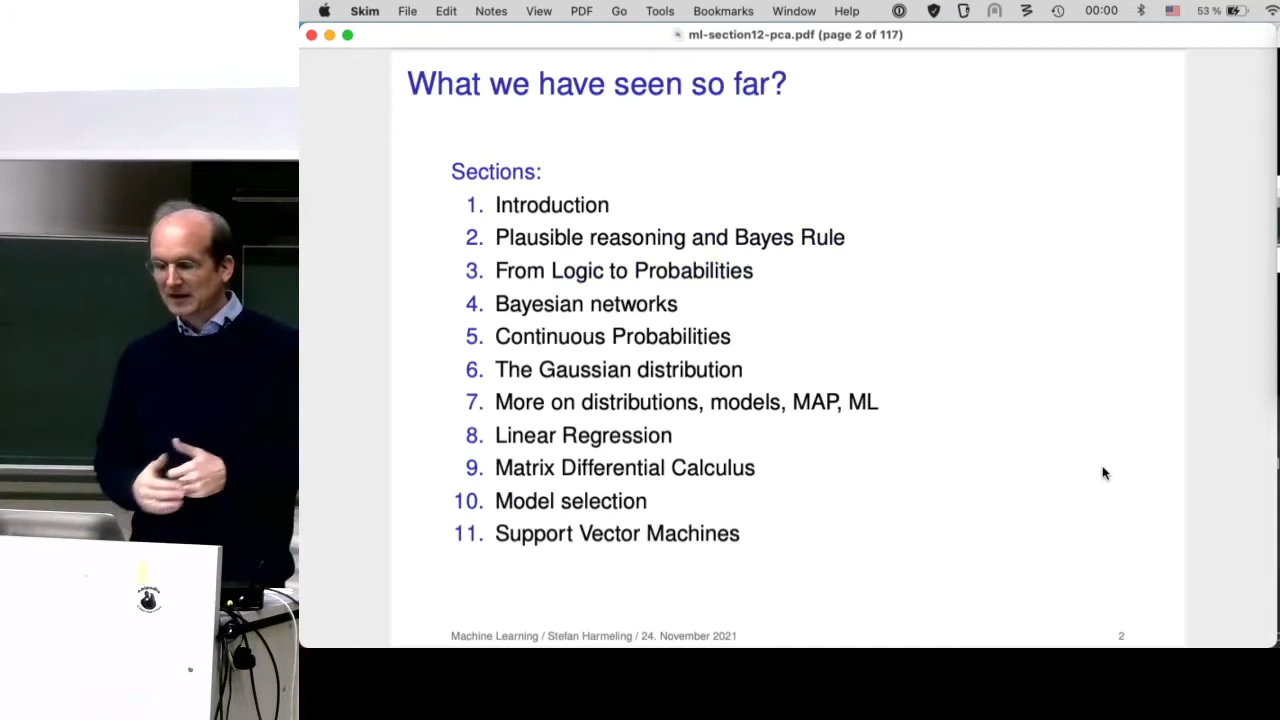 Skim File Edit Notes View PDF Go Tools Bookmarks Window Help 00:00 53 %
ml-section12-pca.pdf (page 2 of 117)
What we have seen so far?
Sections:
1. Introduction
2. Plausible reasoning and Bayes Rule
3. From Logic to Probabilities
4. Bayesian networks
5. Continuous Probabilities
6. The Gaussian distribution
7. More on distributions, models, MAP, ML
8. Linear Regression
9. Matrix Differential Calculus
10. Model selection
11. Support Vector Machines
Machine Learning / Stefan Harmeling / 24. November 2021 2